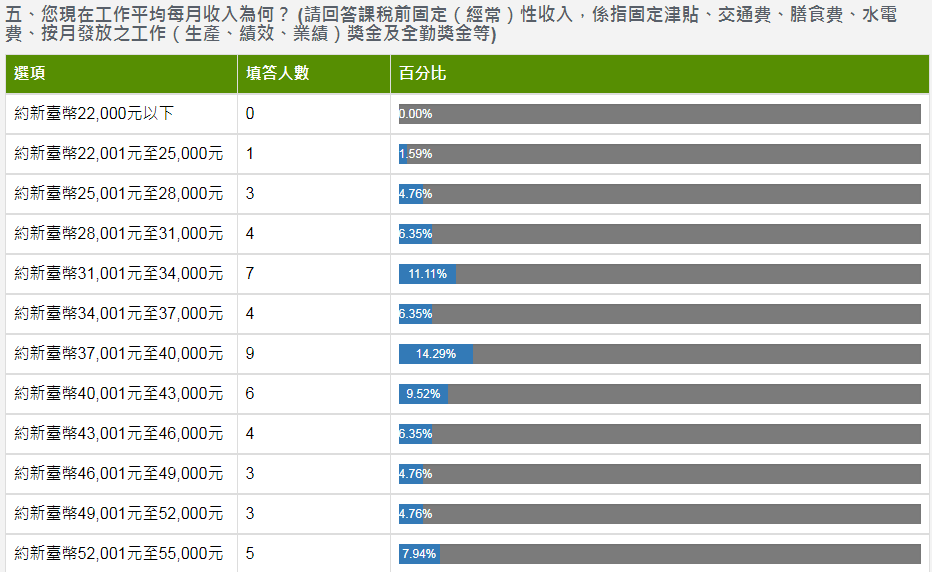 五、您現在工作平均每月收入為何？ (請回答課稅前固定（經常）性收入，係指固定津貼、交通費、膳食費、水電
費、按月發放之工作（生產、績效、業績）獎金及全勤獎金等)
選項 填答人數 百分比
約新臺幣22,000元以下 0 0.00%
約新臺幣22,001元至25,000元 1 1.59%
約新臺幣25,001元至28,000元 3 4.76%
約新臺幣28,001元至31,000元 4 6.35%
約新臺幣31,001元至34,000元 7 11.11%
約新臺幣34,001元至37,000元 4 6.35%
約新臺幣37,001元至40,000元 9 14.29%
約新臺幣40,001元至43,000元 6 9.52%
約新臺幣43,001元至46,000元 4 6.35%
約新臺幣46,001元至49,000元 3 4.76%
約新臺幣49,001元至52,000元 3 4.76%
約新臺幣52,001元至55,000元 5 7.94%